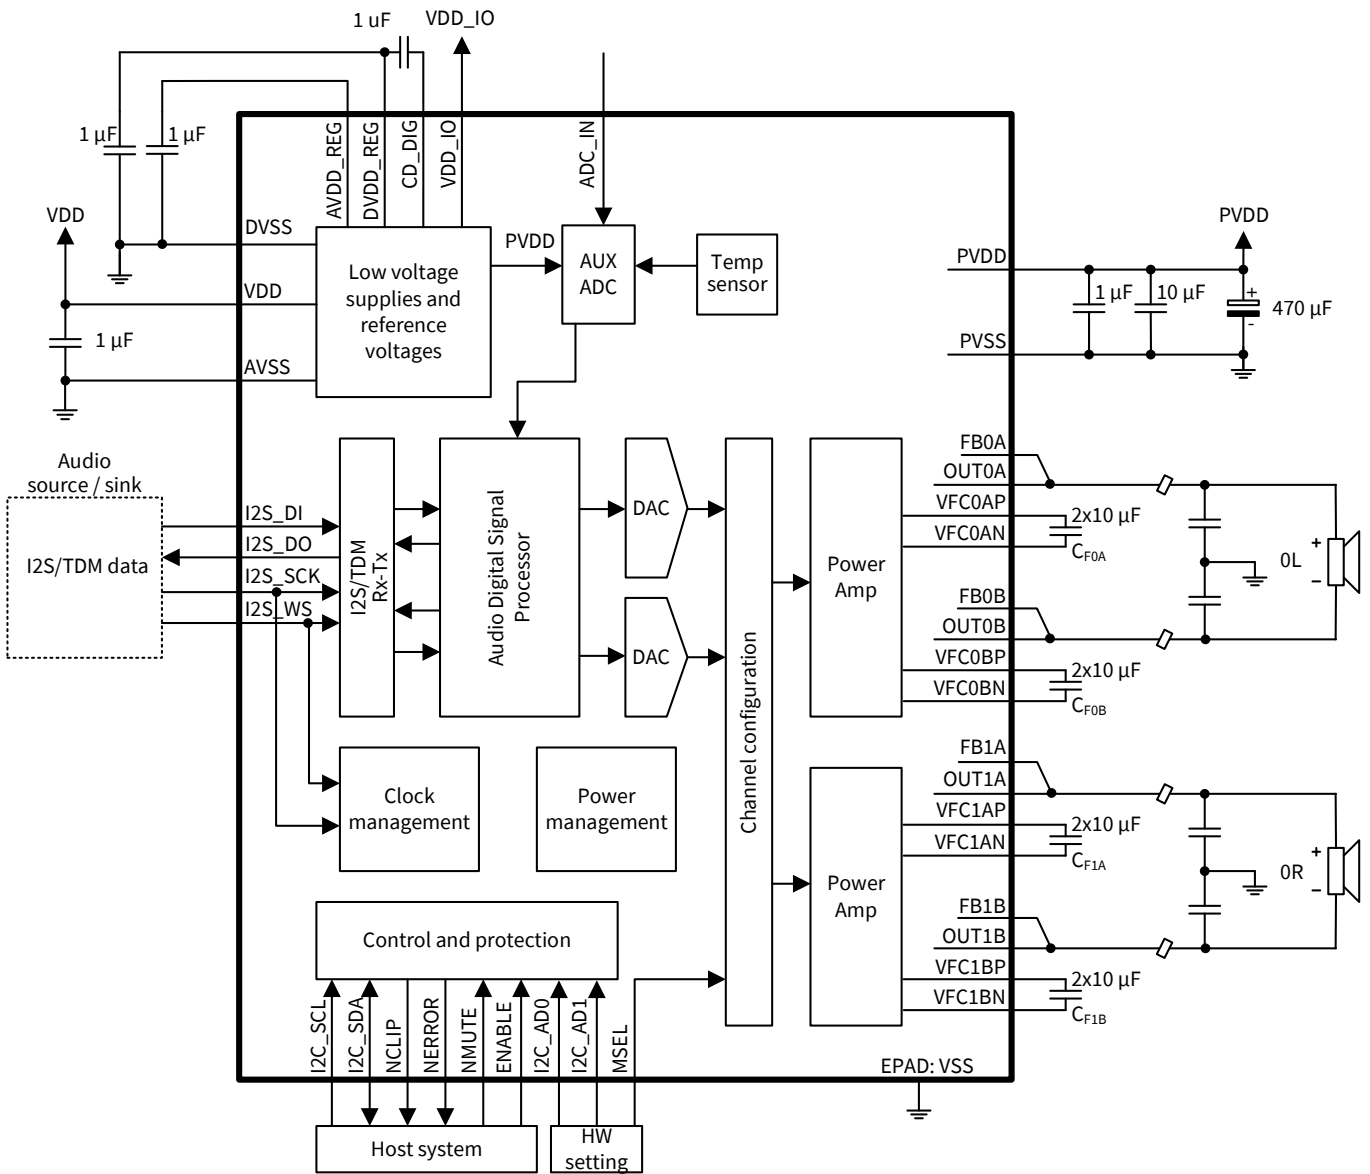 1 uF
VDD_IO
1 µF
1 µF
AVDD_REG
DVDD_REG
CD_DIG
VDD_IO
ADC_IN
VDD
DVSS
VDD
1 µF
AVSS
Low voltage
supplies and
reference
voltages
PVDD
AUX
ADC
Temp
sensor
PVDD
PVDD
1 µF
10 µF
+
-
470 µF
PVSS
Audio
source / sink
I2S/TDM data
I2S_DI
I2S_DO
I2S_SCK
I2S_WS
I2S/TDM
Rx-Tx
Audio Digital Signal
Processor
DAC
DAC
Channel configuration
Power
Amp
FB0A
OUT0A
VFC0AP
VFC0AN
2x10 µF
CF0A
FB0B
OUT0B
VFC0BP
VFC0BN
2x10 µF
CF0B
0L
+
−
Clock
management
Power
management
Power
Amp
FB1A
OUT1A
VFC1AP
VFC1AN
2x10 µF
CF1A
FB1B
OUT1B
VFC1BP
VFC1BN
2x10 µF
CF1B
0R
+
−
Control and protection
I2C_SCL
I2C_SDA
NCLIP
NERROR
NMUTE
ENABLE
I2C_AD0
I2C_AD1
MSEL
EPAD: VSS
Host system
HW
setting